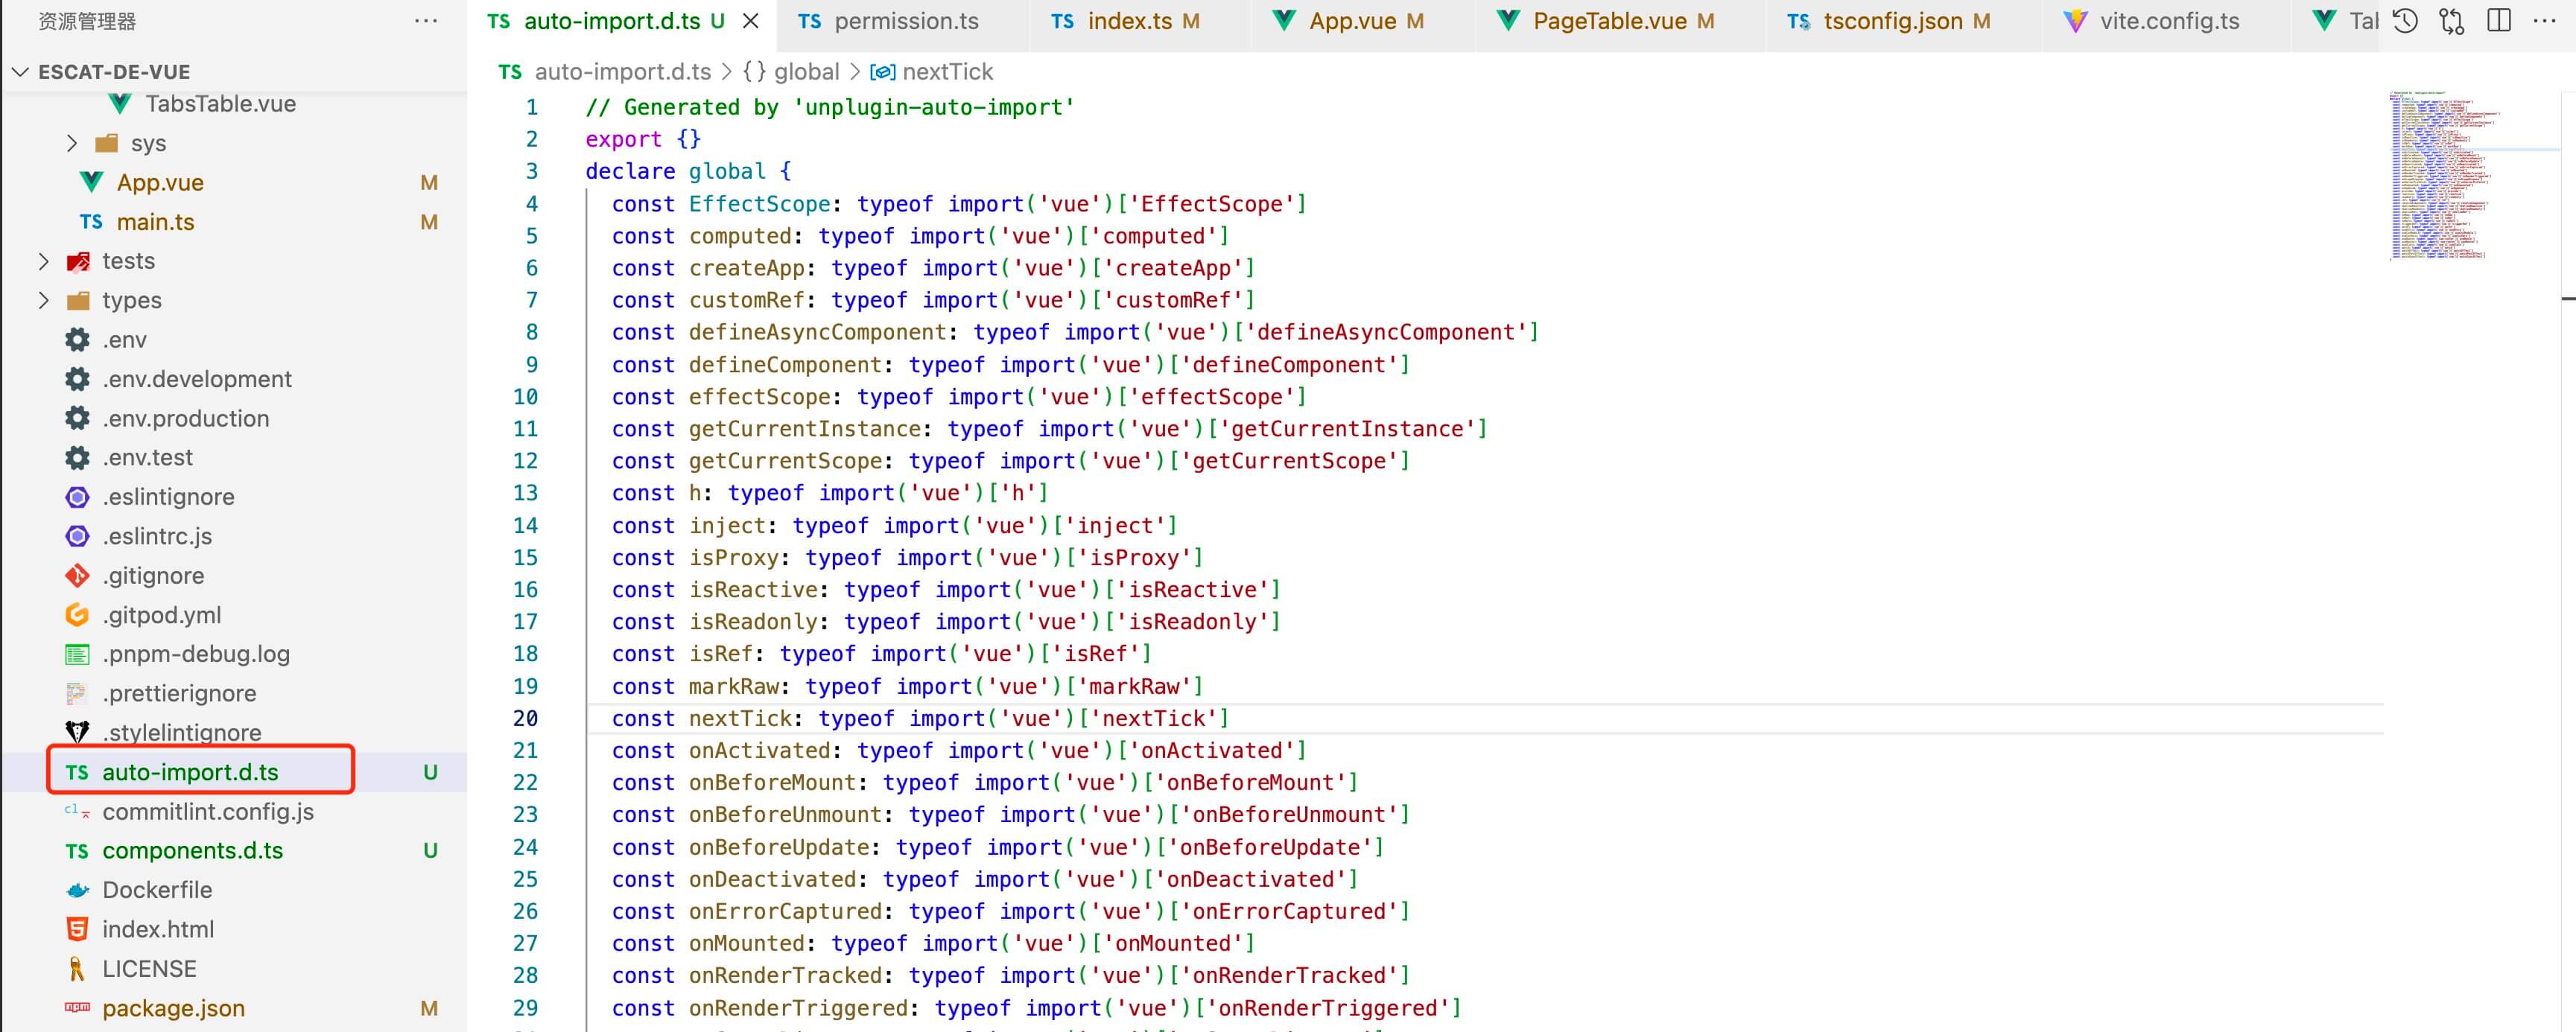 资源管理器
ESCAT-DE-VUE
TabsTable.vue
sys
App.vue M
main.ts M
tests
types
.env
.env.development
.env.production
.env.test
.eslintignore
.eslintrc.js
.gitignore
.gitpod.yml
.pnpm-debug.log
.prettierignore
.stylelintignore
TS auto-import.d.ts U
commitlint.config.js
TS components.d.ts U
Dockerfile
index.html
LICENSE
package.json M
TS auto-import.d.ts U TS permission.ts TS index.ts M App.vue M PageTable.vue M TS tsconfig.json M vite.config.ts Tal
TS auto-import.d.ts > {} global > nextTick
1 // Generated by 'unplugin-auto-import'
2 export {}
3 declare global {
4 const EffectScope: typeof import('vue')['EffectScope']
5 const computed: typeof import('vue')['computed']
6 const createApp: typeof import('vue')['createApp']
7 const customRef: typeof import('vue')['customRef']
8 const defineAsyncComponent: typeof import('vue')['defineAsyncComponent']
9 const defineComponent: typeof import('vue')['defineComponent']
10 const effectScope: typeof import('vue')['effectScope']
11 const getCurrentInstance: typeof import('vue')['getCurrentInstance']
12 const getCurrentScope: typeof import('vue')['getCurrentScope']
13 const h: typeof import('vue')['h']
14 const inject: typeof import('vue')['inject']
15 const isProxy: typeof import('vue')['isProxy']
16 const isReactive: typeof import('vue')['isReactive']
17 const isReadonly: typeof import('vue')['isReadonly']
18 const isRef: typeof import('vue')['isRef']
19 const markRaw: typeof import('vue')['markRaw']
20 const nextTick: typeof import('vue')['nextTick']
21 const onActivated: typeof import('vue')['onActivated']
22 const onBeforeMount: typeof import('vue')['onBeforeMount']
23 const onBeforeUnmount: typeof import('vue')['onBeforeUnmount']
24 const onBeforeUpdate: typeof import('vue')['onBeforeUpdate']
25 const onDeactivated: typeof import('vue')['onDeactivated']
26 const onErrorCaptured: typeof import('vue')['onErrorCaptured']
27 const onMounted: typeof import('vue')['onMounted']
28 const onRenderTracked: typeof import('vue')['onRenderTracked']
29 const onRenderTriggered: typeof import('vue')['onRenderTriggered']